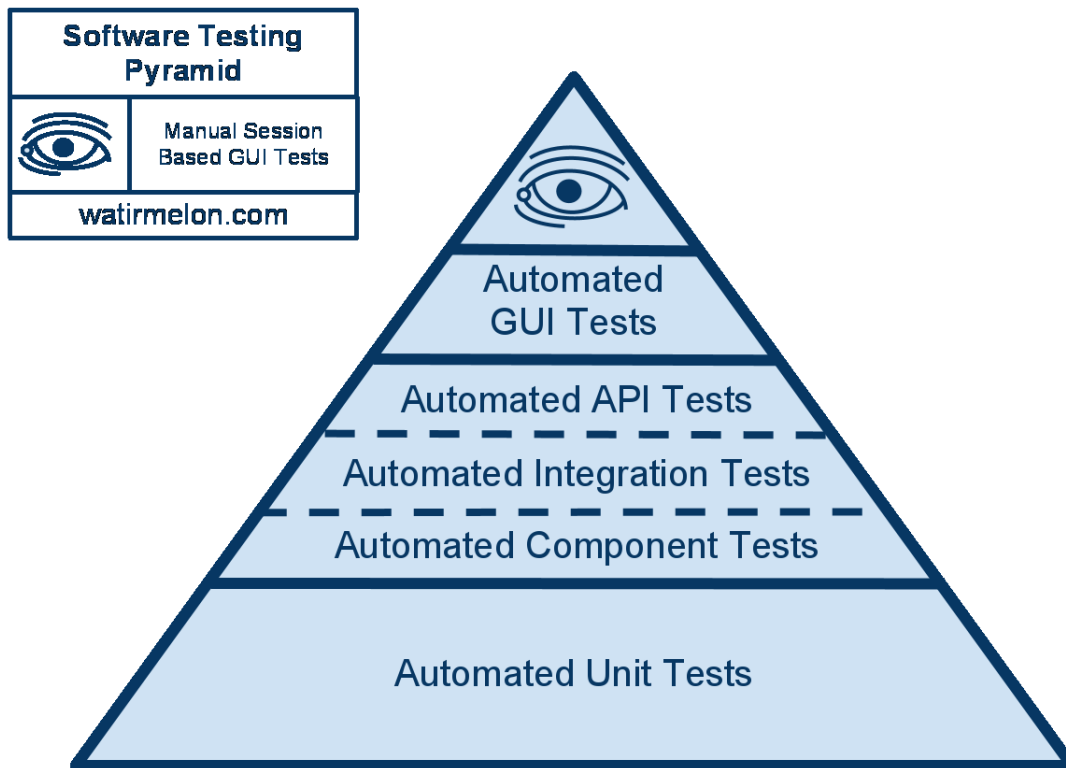 Software Testing
Pyramid
Manual Session
Based GUI Tests
watirmelon.com
Automated
GUI Tests
Automated API Tests
Automated Integration Tests
Automated Component Tests
Automated Unit Tests